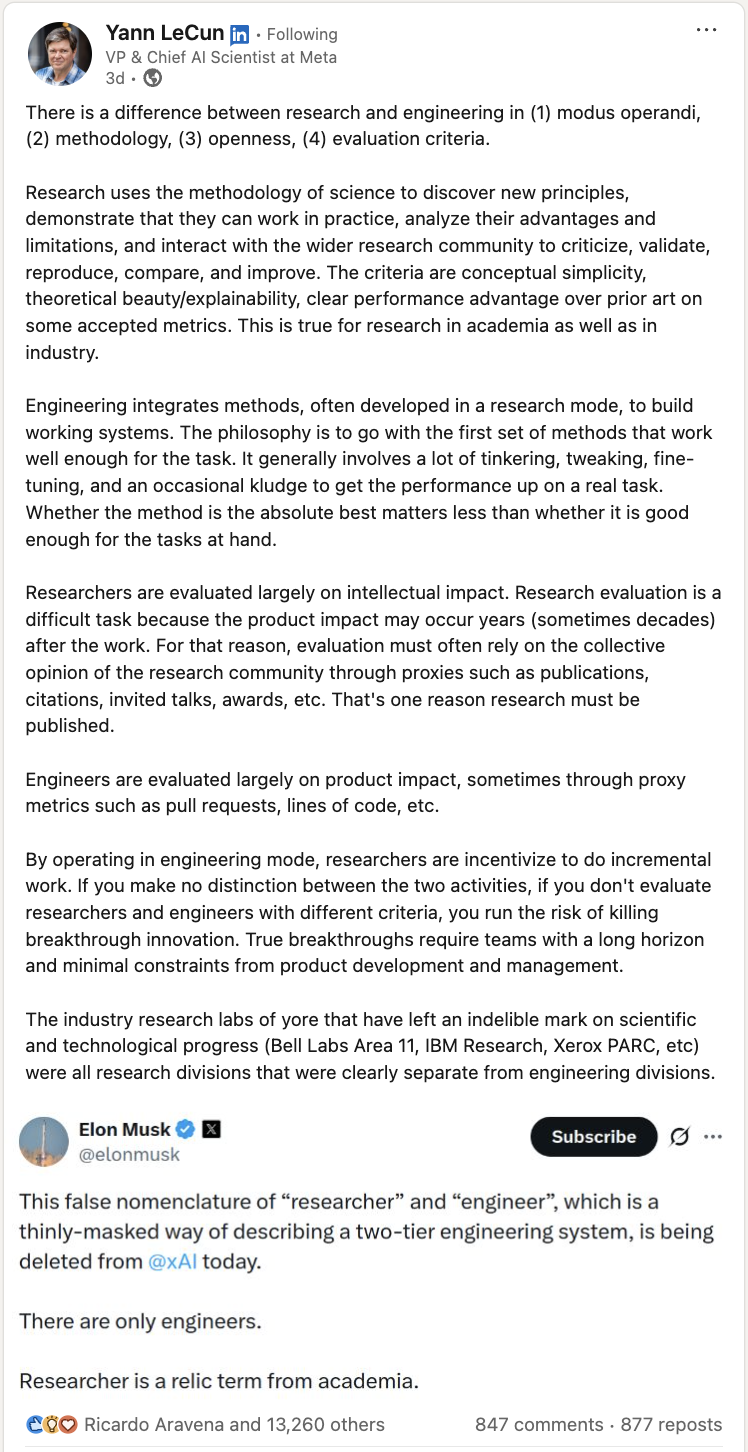 Yann LeCun in • Following
VP & Chief AI Scientist at Meta
3d •
There is a difference between research and engineering in (1) modus operandi,
(2) methodology, (3) openness, (4) evaluation criteria.
Research uses the methodology of science to discover new principles,
demonstrate that they can work in practice, analyze their advantages and
limitations, and interact with the wider research community to criticize, validate,
reproduce, compare, and improve. The criteria are conceptual simplicity,
theoretical beauty/explainability, clear performance advantage over prior art on
some accepted metrics. This is true for research in academia as well as in
industry.
Engineering integrates methods, often developed in a research mode, to build
working systems. The philosophy is to go with the first set of methods that work
well enough for the task. It generally involves a lot of tinkering, tweaking, fine-
tuning, and an occasional kludge to get the performance up on a real task.
Whether the method is the absolute best matters less than whether it is good
enough for the tasks at hand.
Researchers are evaluated largely on intellectual impact. Research evaluation is a
difficult task because the product impact may occur years (sometimes decades)
after the work. For that reason, evaluation must often rely on the collective
opinion of the research community through proxies such as publications,
citations, invited talks, awards, etc. That's one reason research must be
published.
Engineers are evaluated largely on product impact, sometimes through proxy
metrics such as pull requests, lines of code, etc.
By operating in engineering mode, researchers are incentivize to do incremental
work. If you make no distinction between the two activities, if you don't evaluate
researchers and engineers with different criteria, you run the risk of killing
breakthrough innovation. True breakthroughs require teams with a long horizon
and minimal constraints from product development and management.
The industry research labs of yore that have left an indelible mark on scientific
and technological progress (Bell Labs Area 11, IBM Research, Xerox PARC, etc)
were all research divisions that were clearly separate from engineering divisions.
Elon Musk X
@elonmusk
Subscribe
This false nomenclature of “researcher” and “engineer”, which is a
thinly-masked way of describing a two-tier engineering system, is being
deleted from @xAI today.
There are only engineers.
Researcher is a relic term from academia.
Ricardo Aravena and 13,260 others 847 comments • 877 reposts